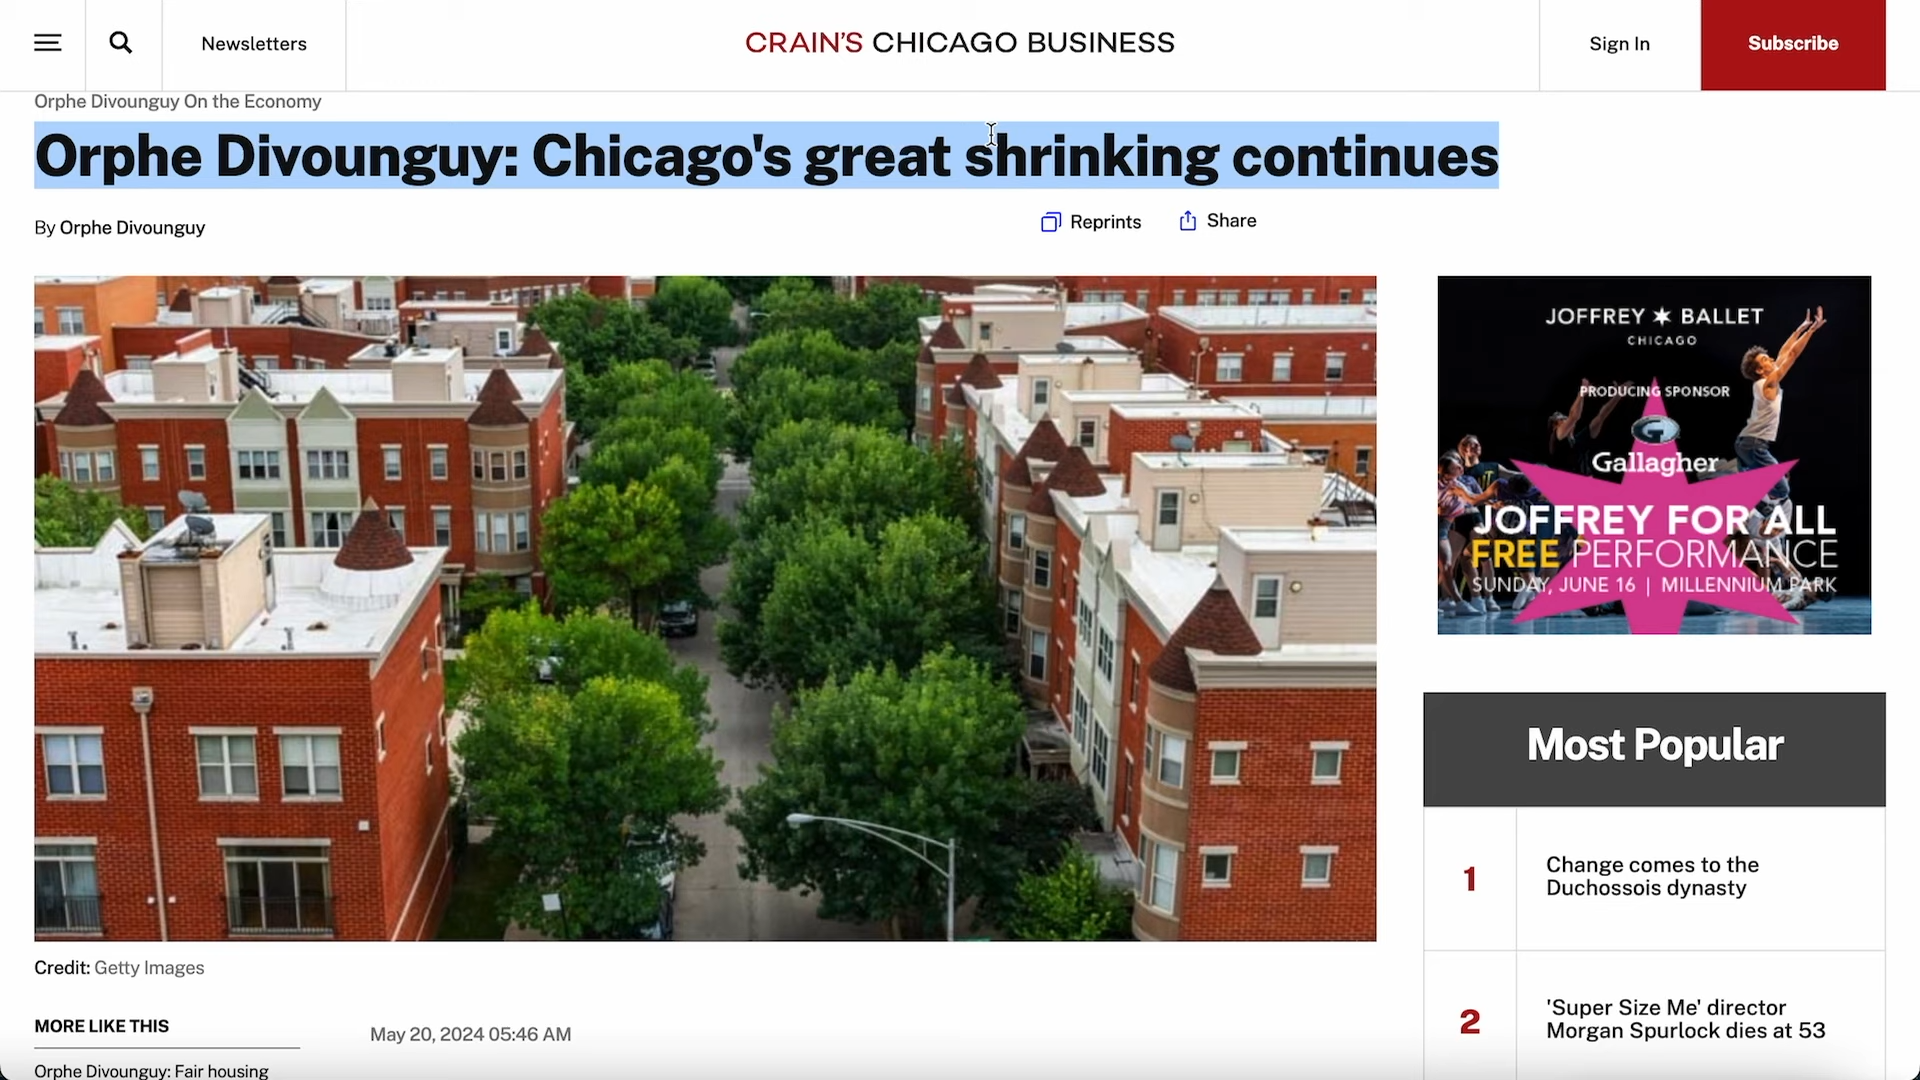 Newsletters
CRAIN'S CHICAGO BUSINESS
Sign In
Subscribe
Orphe Divounguy On the Economy
Orphe Divounguy: Chicago's great shrinking continues
By Orphe Divounguy
Reprints
Share
JOFFREY BALLET
CHICAGO
PRODUCING SPONSOR
G
Gallagher
JOFFREY FOR ALL
FREE PERFORMANCE
SUNDAY, JUNE 16 | MILLENNIUM PARK
Most Popular
1
Change comes to the
Duchossois dynasty
2
'Super Size Me' director
Morgan Spurlock dies at 53
Credit: Getty Images
MORE LIKE THIS
May 20, 2024 05:46 AM
Orphe Divounguy: Fair housing